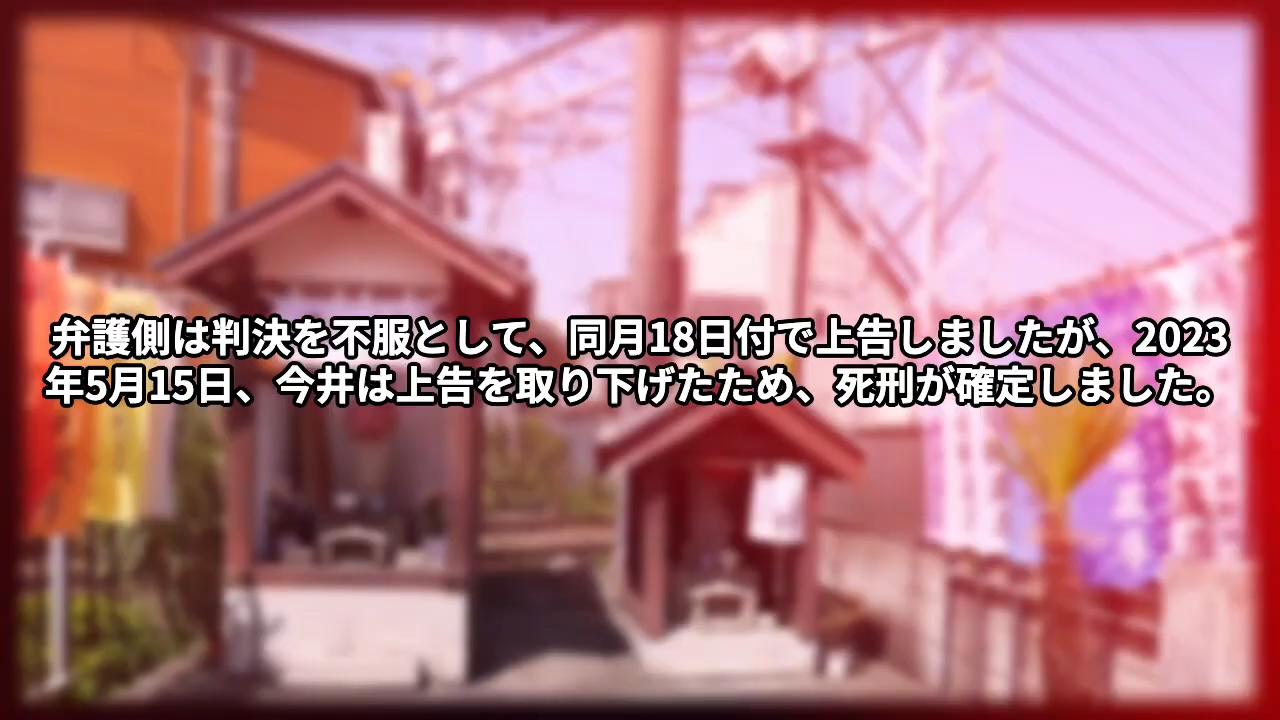 弁護側は判決を不服として、同月18日付で上告しましたが、2023
年5月15日、今井は上告を取り下げたため、死刑が確定しました。